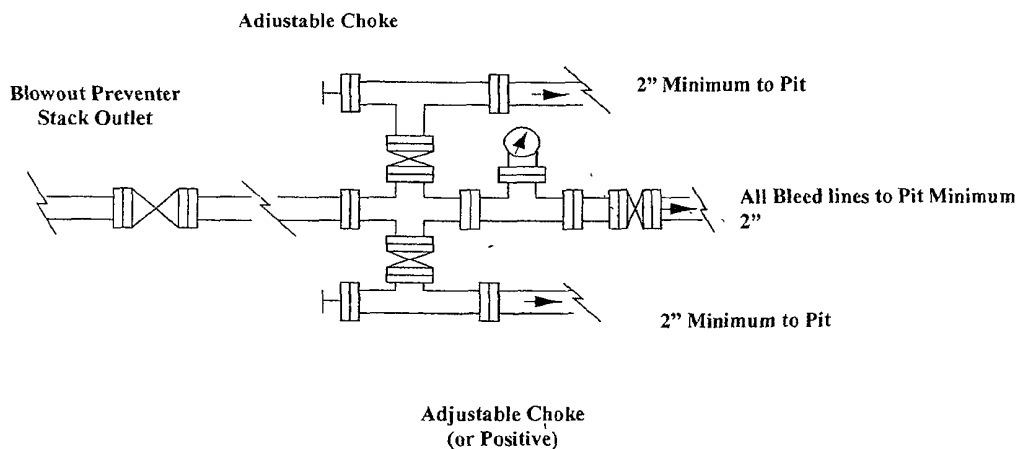 Adjustable Choke
Blowout Preventer
Stack Outlet
2” Minimum to Pit
All Bleed lines to Pit Minimum
2”
2” Minimum to Pit
Adjustable Choke
(or Positive)